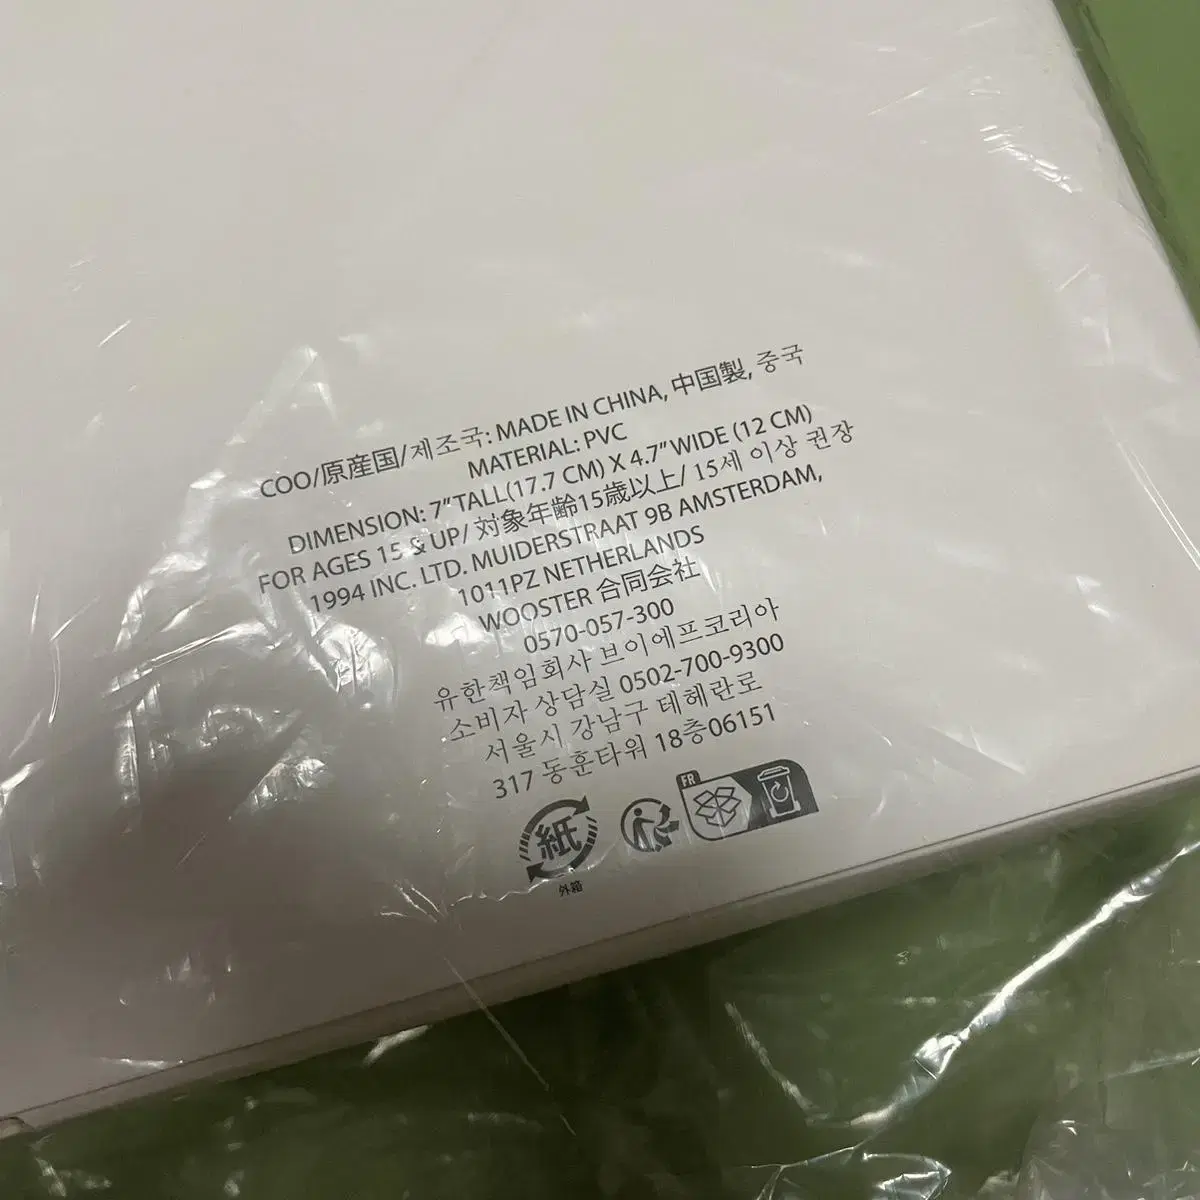 COO/原産国/제조국: MADE IN CHINA, 中国製, 중국
MATERIAL: PVC
DIMENSION: 7” TALL(17.7 CM) X 4.7” WIDE (12 CM)
FOR AGES 15 & UP/ 対象年齢15歳以上/ 15세 이상 권장
1994 INC. LTD. MUIDERSTRAAT 9B AMSTERDAM,
1011PZ NETHERLANDS
WOOSTER 合同会社
0570-057-300
유한책임회사 브이에프코리아
소비자 상담실 0502-700-9300
서울시 강남구 테헤란로
317 동훈타워 18층06151
FR
紙
外箱